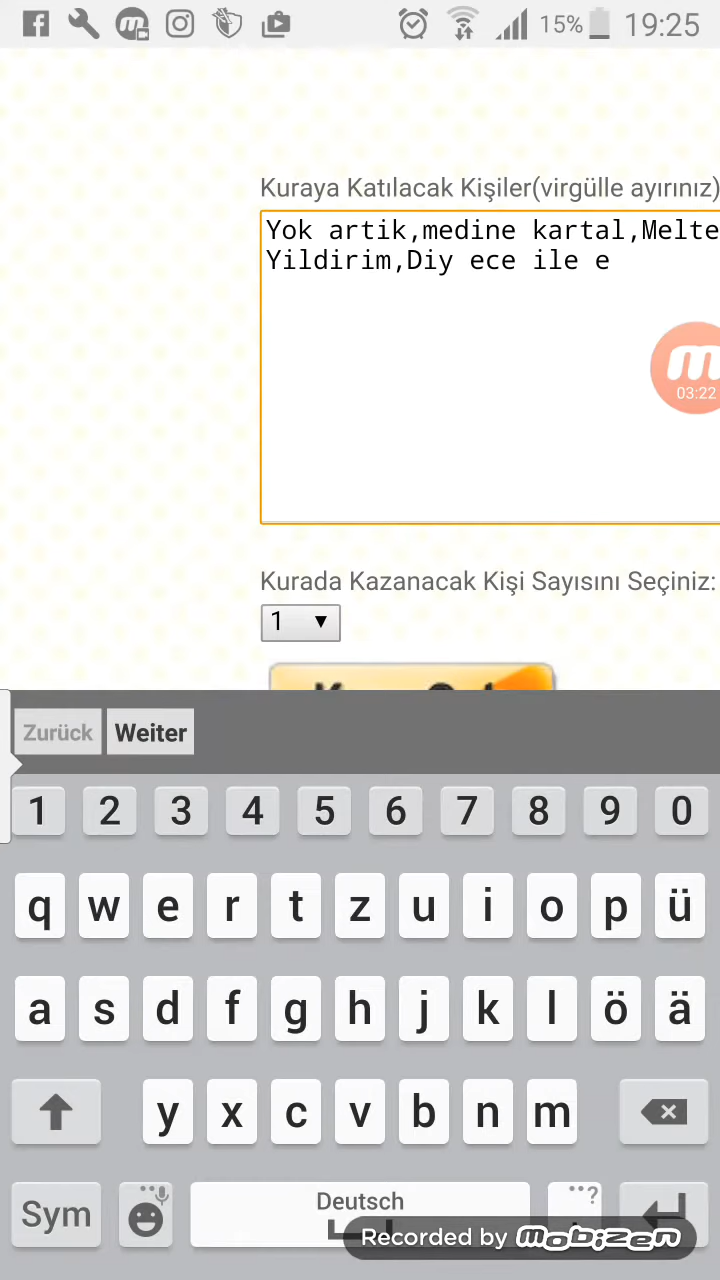 15% 19:25
Kuraya Katılacak Kişiler(virgülle ayırınız)
Yok artik,medine kartal,Melte
Yildirim,Diy ece ile e
03:22
Kurada Kazanacak Kişi Sayısını Seçiniz:
1
Zurück Weiter
1 2 3 4 5 6 7 8 9 0
q w e r t z u i o p ü
a s d f g h j k l ö ä
y x c v b n m
Sym Deutsch ?
Recorded by mobizen